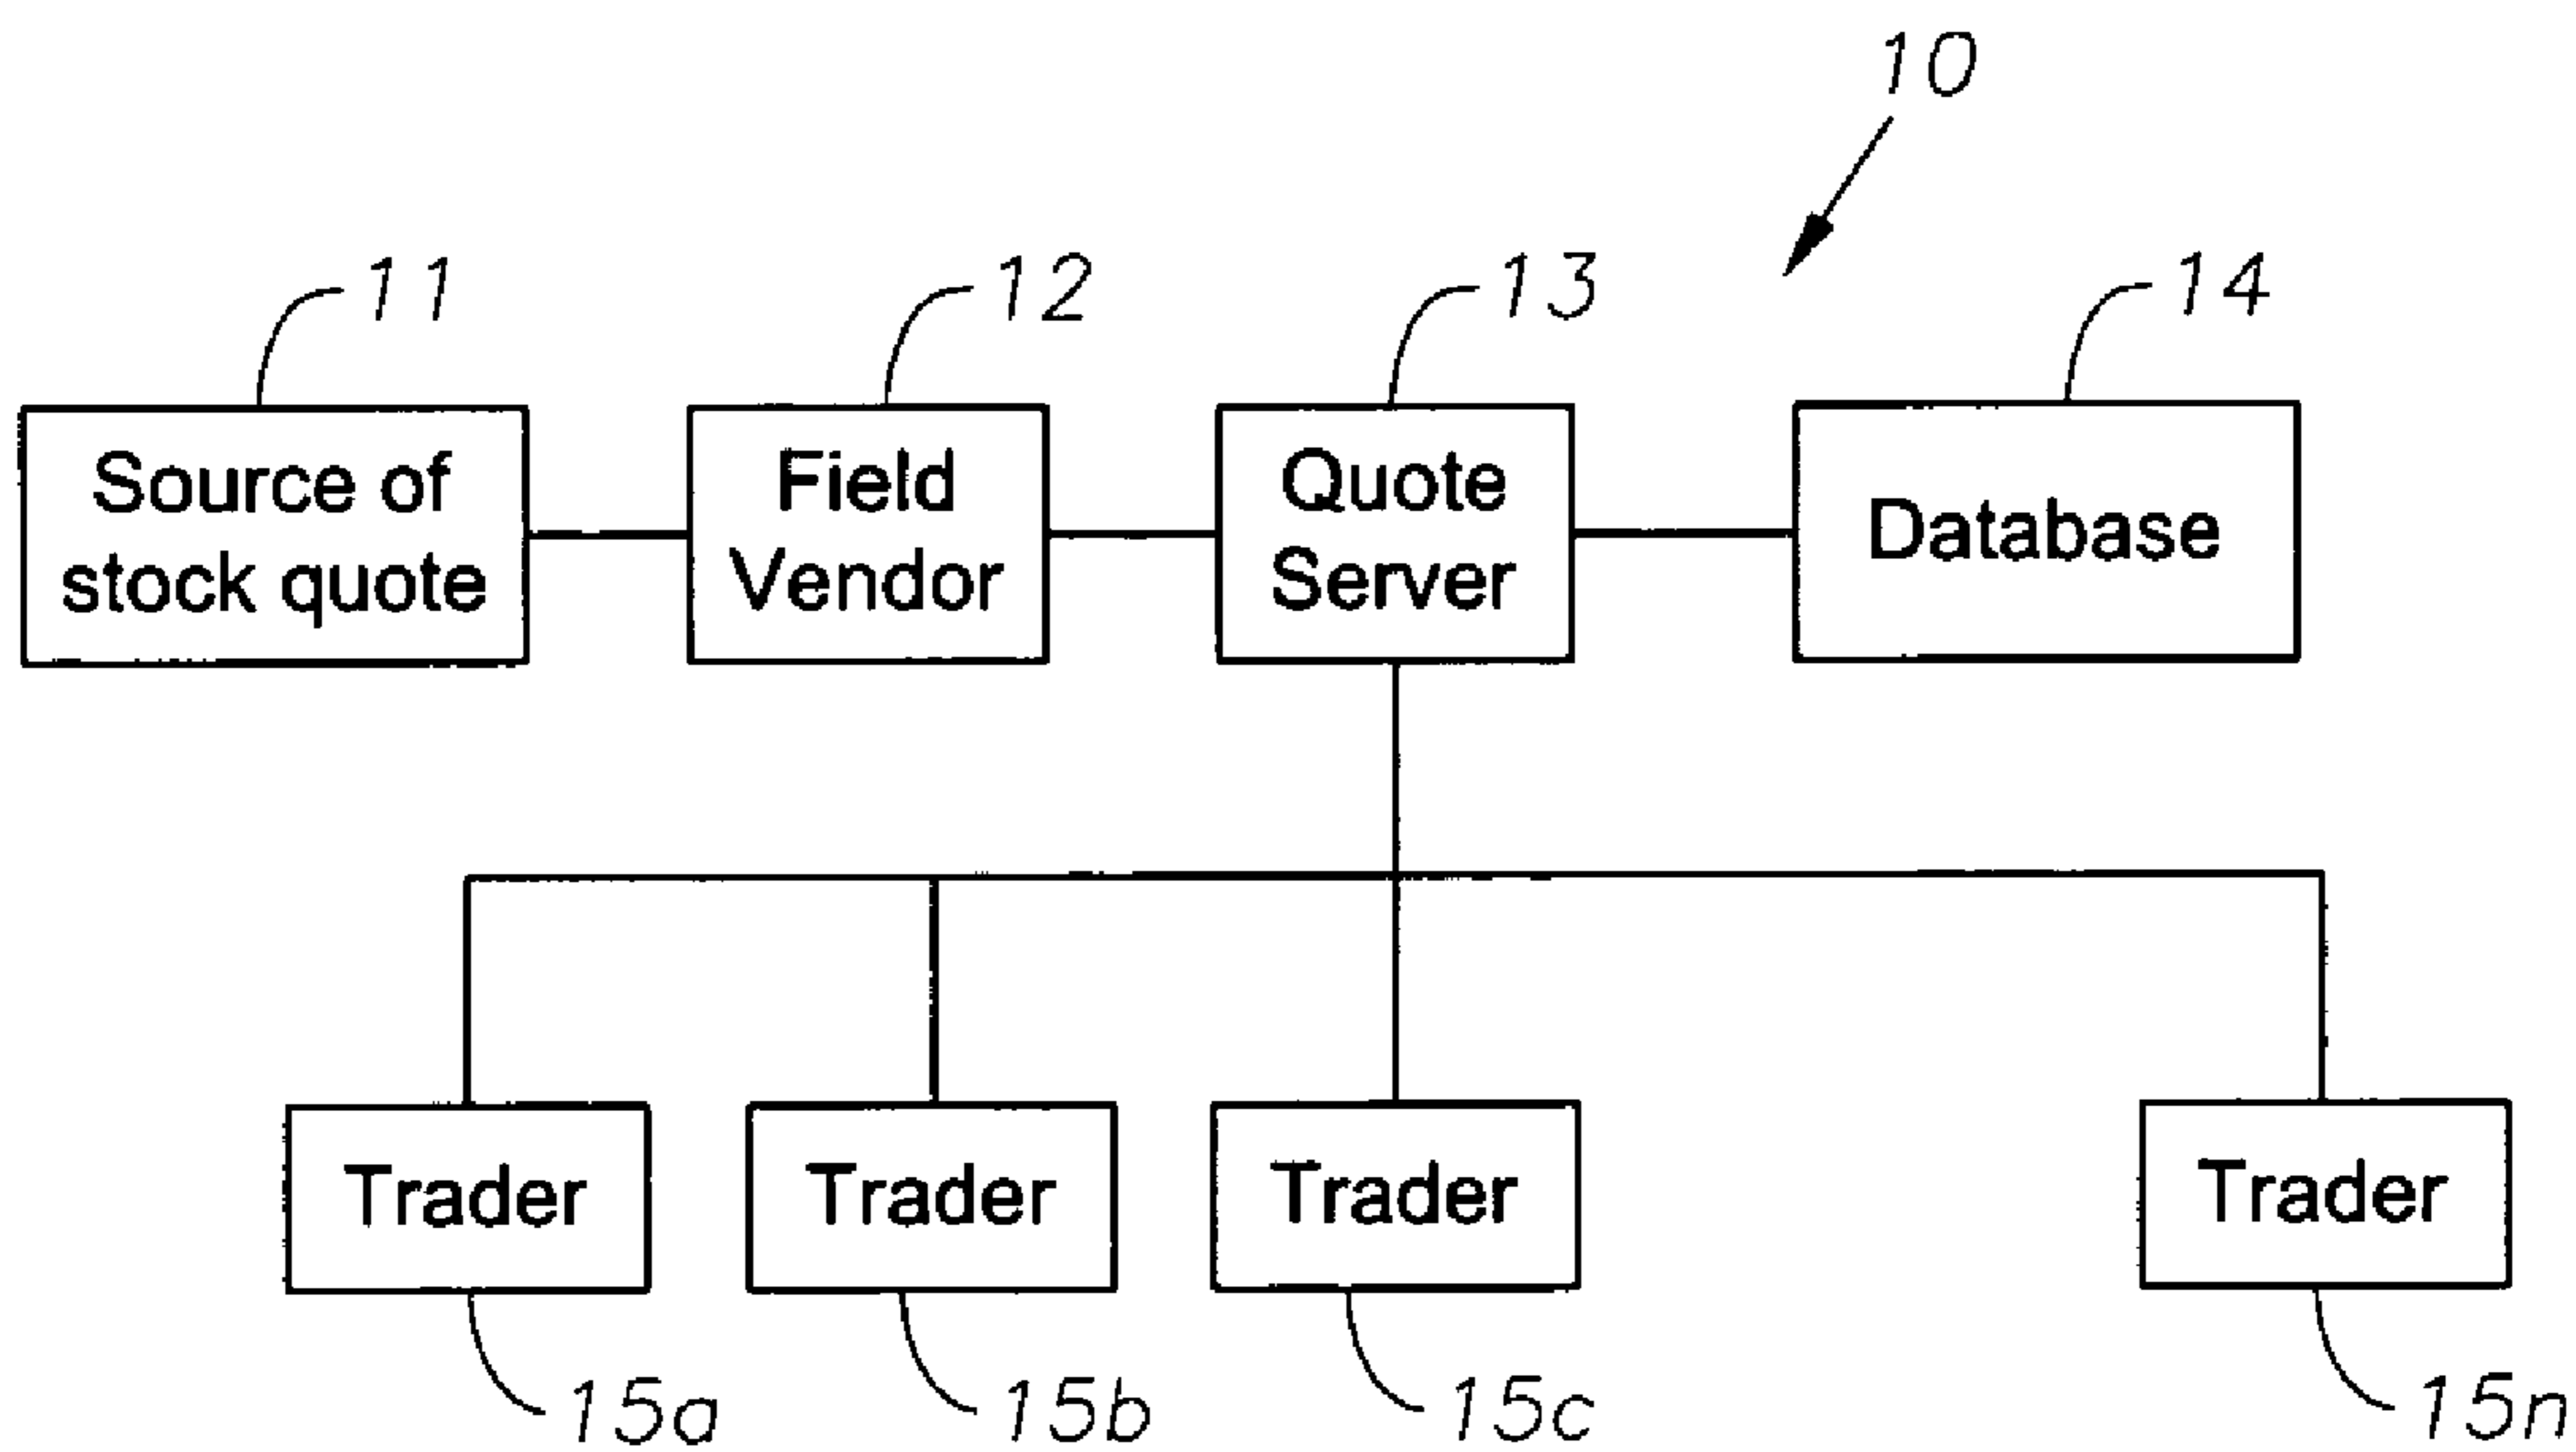 10
11
12
13
14
Source of
stock quote
Field
Vendor
Quote
Server
Database
Trader
Trader
Trader
Trader
15a
15b
15c
15n